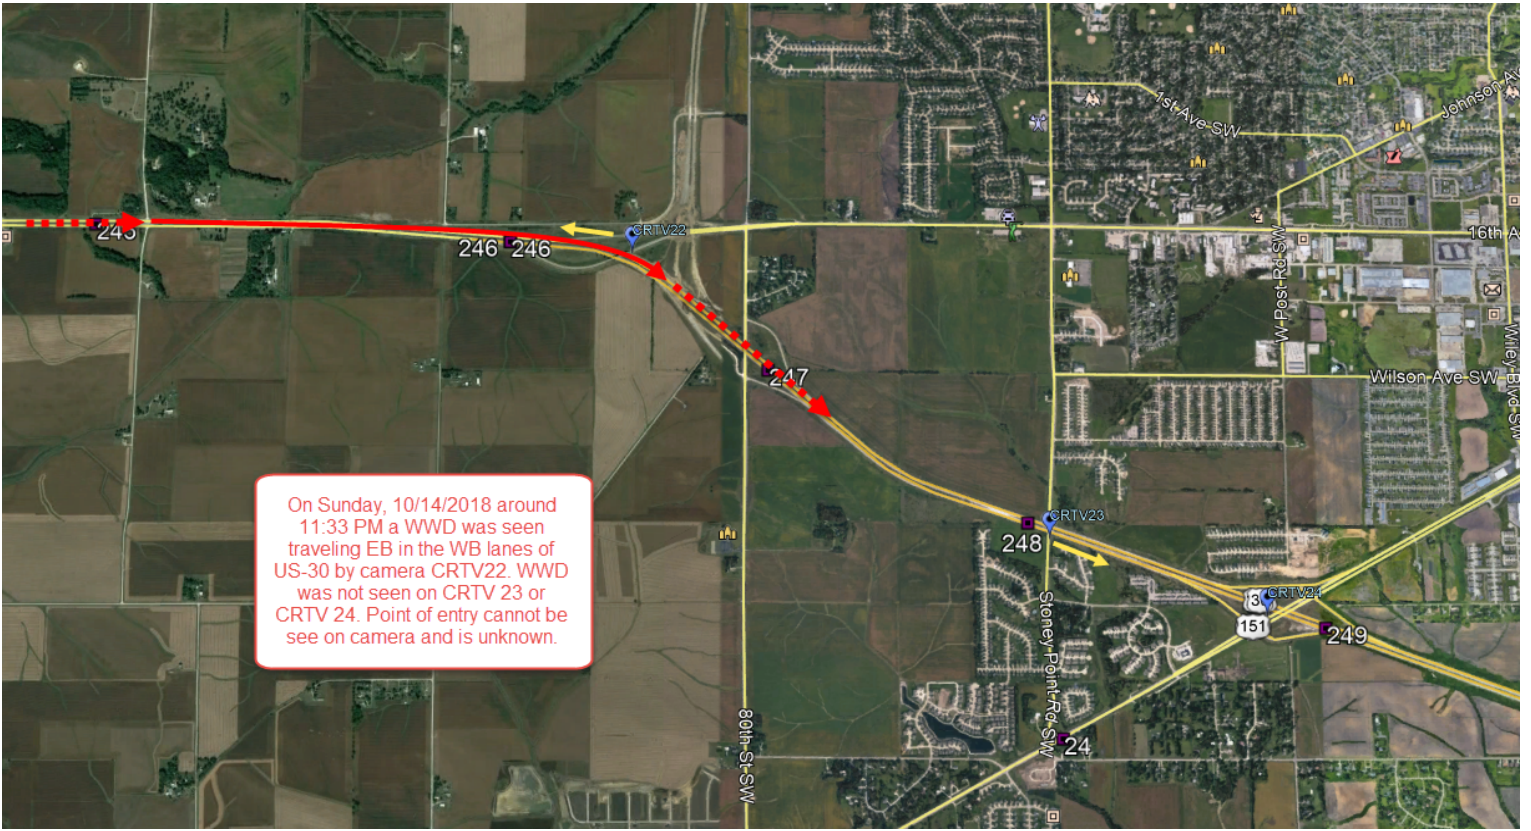 1st Ave SW
Johnson Av
CRTV22
245
246 246
16th A
W Post Rd SW
247
Wilson Ave SW
Wiley Blvd SW
On Sunday, 10/14/2018 around
11:33 PM a WWD was seen
traveling EB in the WB lanes of
US-30 by camera CRTV22. WWD
was not seen on CRTV 23 or
CRTV 24. Point of entry cannot be
see on camera and is unknown.
CRTV23
248
CRTV24
3
151
249
Stoney Point Rd SW
80th St SW
24